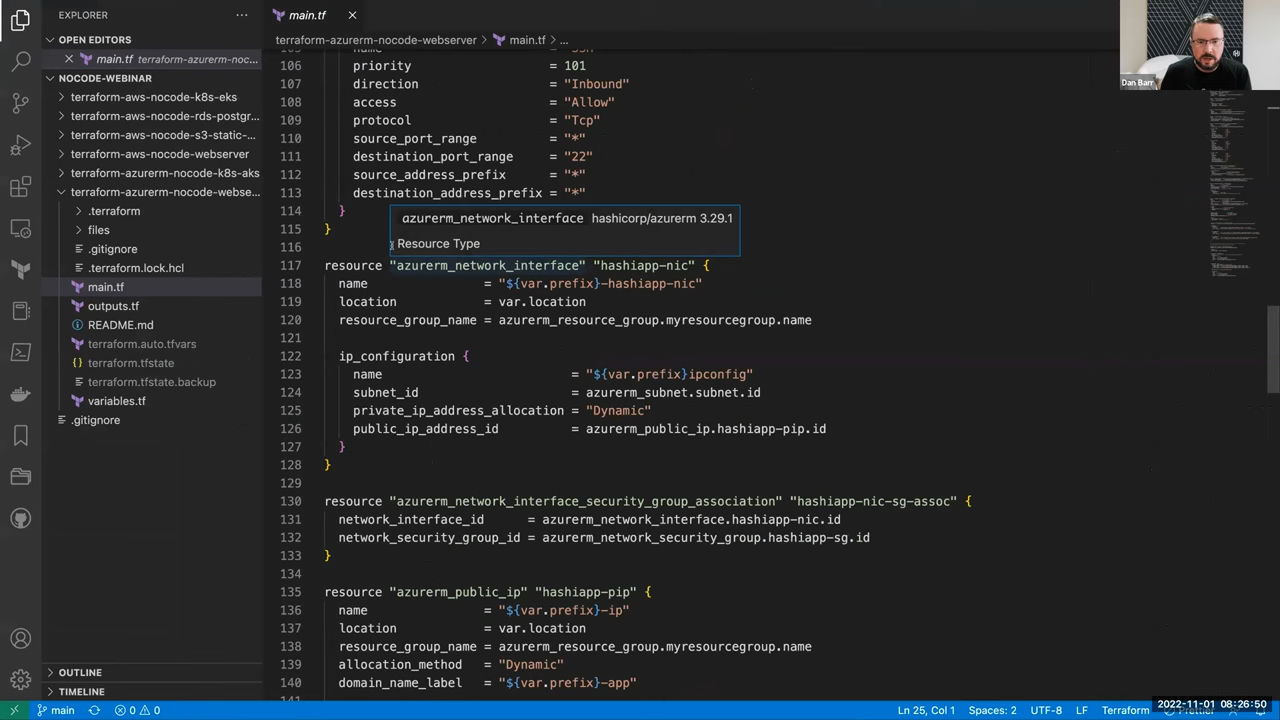 EXPLORER
OPEN EDITORS
main.tf terraform-azurerm-noc...
NOCODE-WEBINAR
terraform-aws-nocode-k8s-eks
terraform-aws-nocode-rds-postgr...
terraform-aws-nocode-s3-static-...
terraform-aws-nocode-webserver
terraform-azurerm-nocode-k8s-aks
terraform-azurerm-nocode-webse...
.terraform
files
.gitignore
.terraform.lock.hcl
main.tf
outputs.tf
README.md
terraform.auto.tfvars
terraform.tfstate
terraform.tfstate.backup
variables.tf
.gitignore
OUTLINE
TIMELINE
main.tf
terraform-azurerm-nocode-webserver > main.tf > ...
106 priority = 101
107 direction = "Inbound"
108 access = "Allow"
109 protocol = "Tcp"
110 source_port_range = "*"
111 destination_port_range = "22"
112 source_address_prefix = "*"
113 destination_address_prefix = "*"
114 }
115 }
116
azurerm_network_interface hashicorp/azurerm 3.29.1
Resource Type
117 resource "azurerm_network_interface" "hashiapp-nic" {
118 name = "${var.prefix}-hashiapp-nic"
119 location = var.location
120 resource_group_name = azurerm_resource_group.myresourcegroup.name
121
122 ip_configuration {
123 name = "${var.prefix}ipconfig"
124 subnet_id = azurerm_subnet.subnet.id
125 private_ip_address_allocation = "Dynamic"
126 public_ip_address_id = azurerm_public_ip.hashiapp-pip.id
127 }
128 }
129
130 resource "azurerm_network_interface_security_group_association" "hashiapp-nic-sg-assoc" {
131 network_interface_id = azurerm_network_interface.hashiapp-nic.id
132 network_security_group_id = azurerm_network_security_group.hashiapp-sg.id
133 }
134
135 resource "azurerm_public_ip" "hashiapp-pip" {
136 name = "${var.prefix}-ip"
137 location = var.location
138 resource_group_name = azurerm_resource_group.myresourcegroup.name
139 allocation_method = "Dynamic"
140 domain_name_label = "${var.prefix}-app"
Dan Barr
main 0 0 Ln 25, Col 1 Spaces: 2 UTF-8 LF Terraform Prettier
2022-11-01 08:26:50